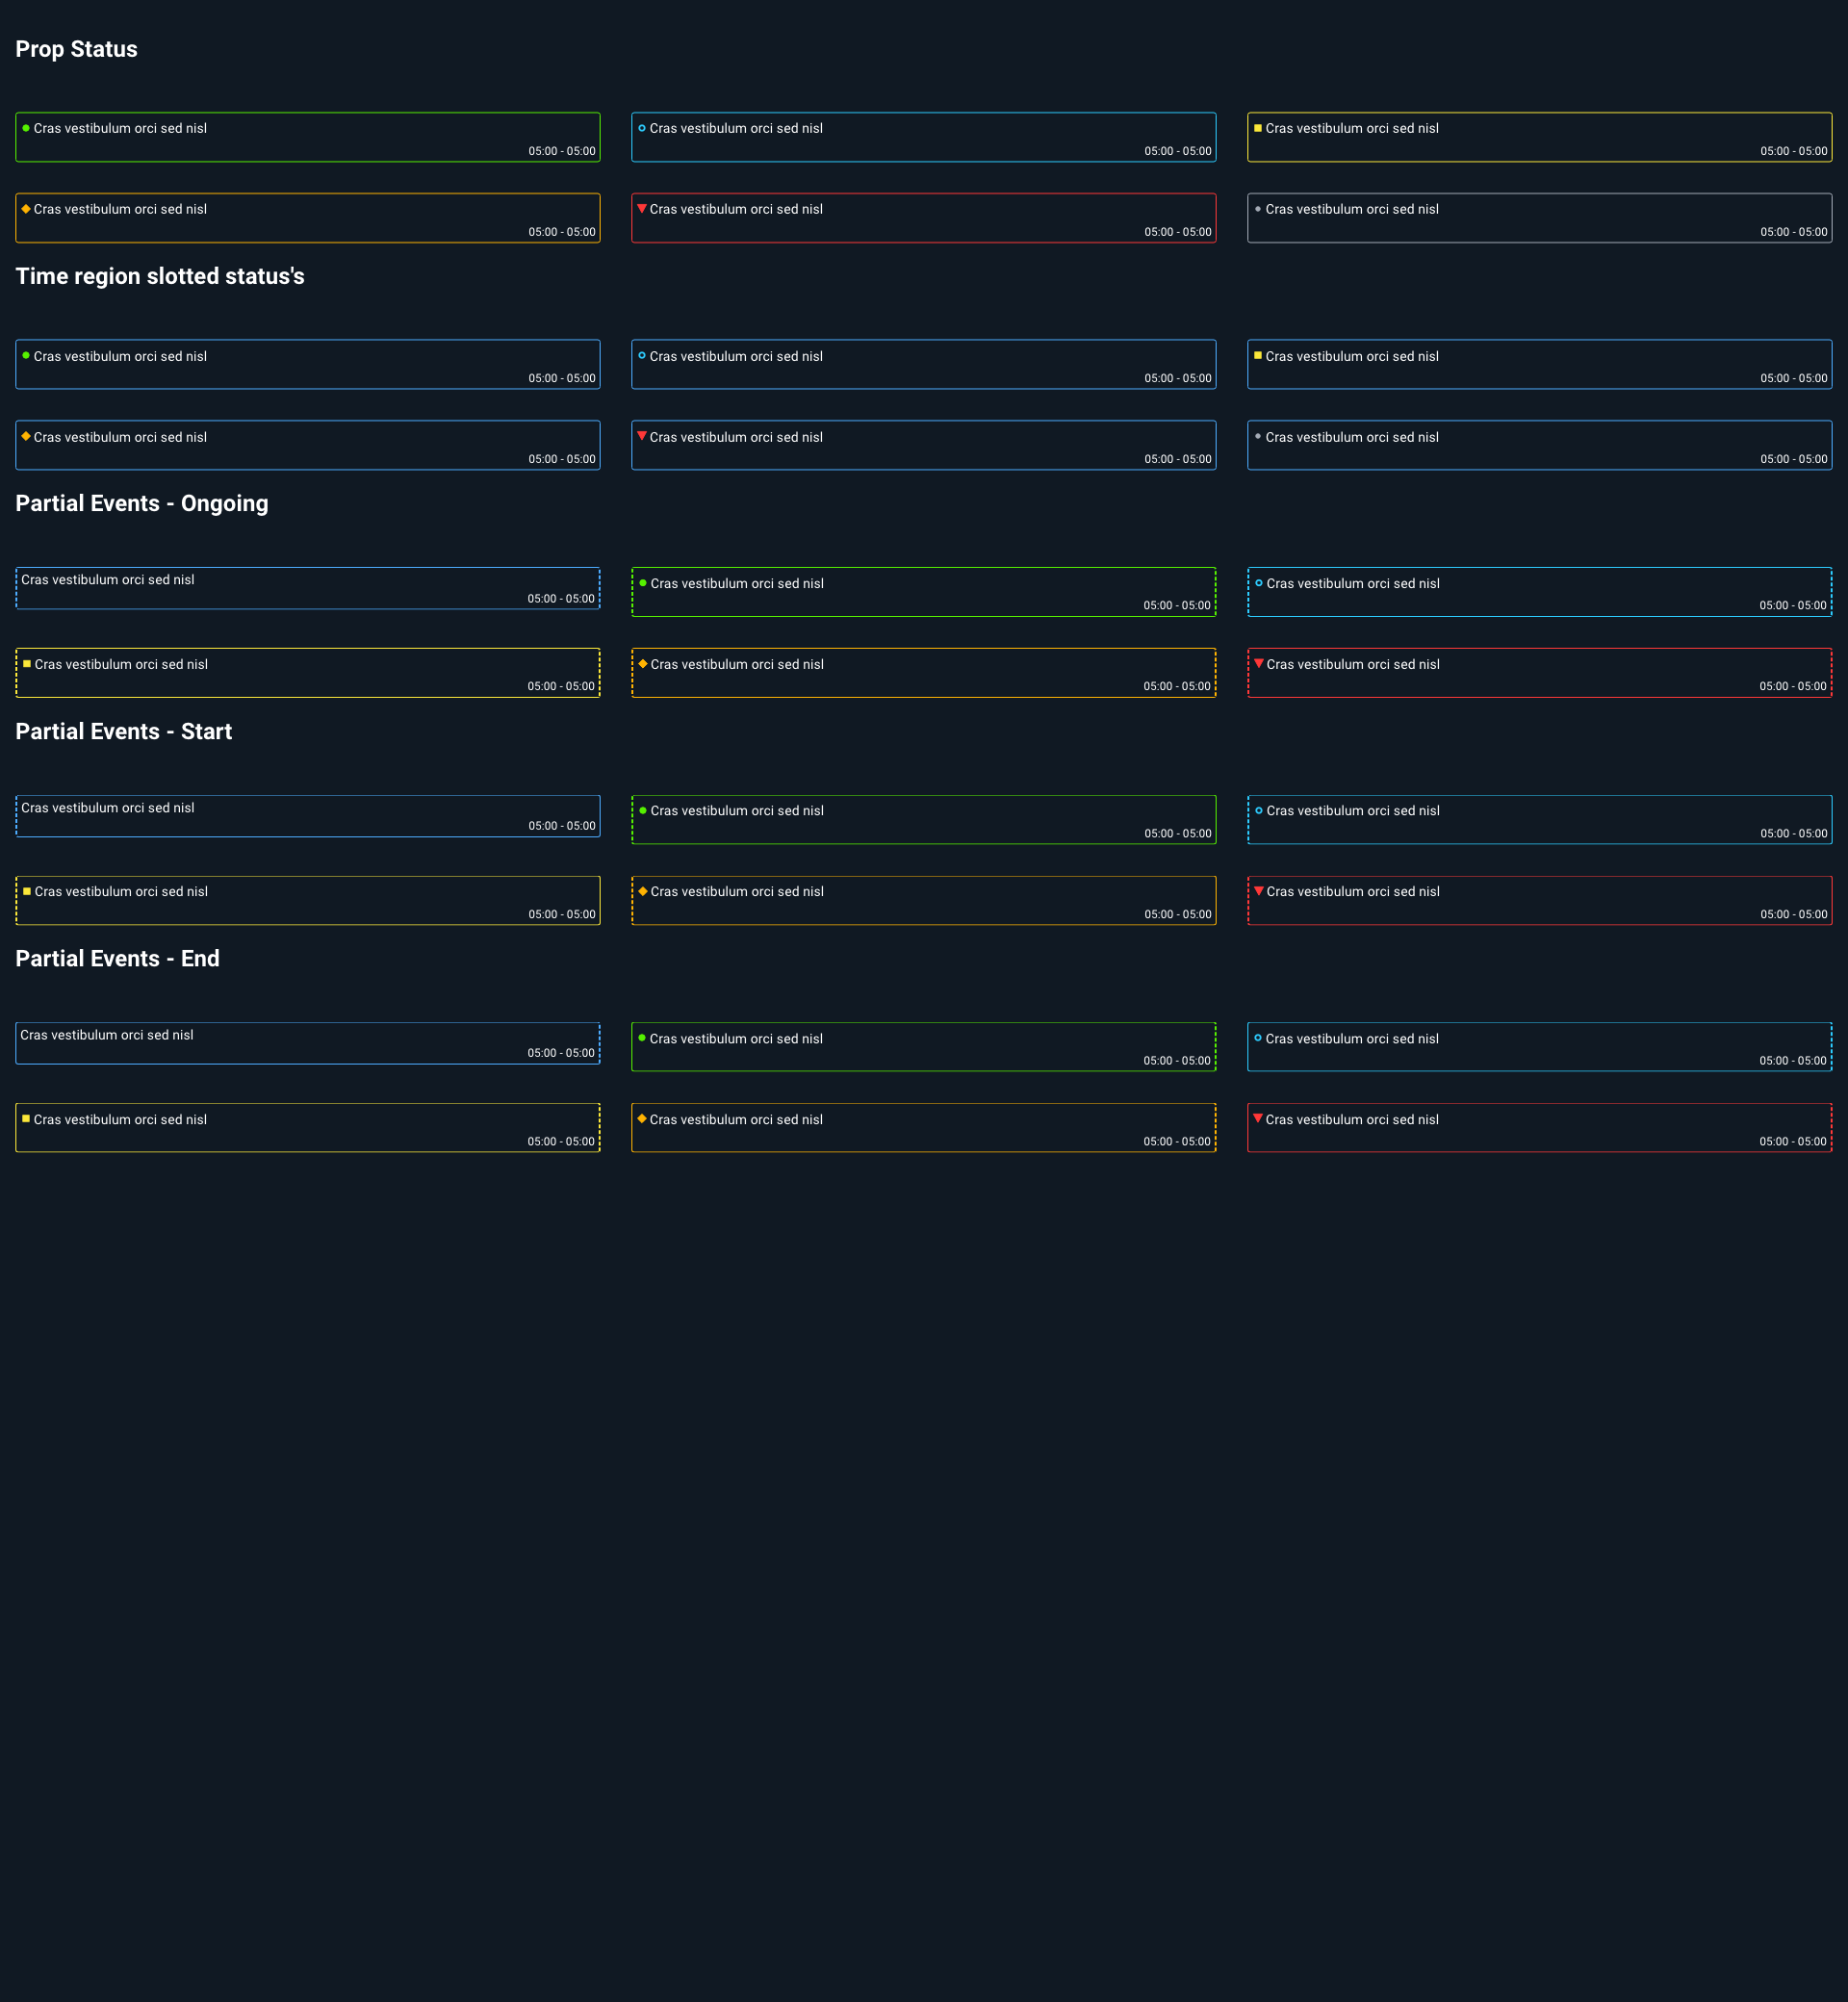 Prop Status
Cras vestibulum orci sed nisl
05:00 - 05:00
Cras vestibulum orci sed nisl
05:00 - 05:00
Cras vestibulum orci sed nisl
05:00 - 05:00
Cras vestibulum orci sed nisl
05:00 - 05:00
Cras vestibulum orci sed nisl
05:00 - 05:00
Cras vestibulum orci sed nisl
05:00 - 05:00
Time region slotted status's
Cras vestibulum orci sed nisl
05:00 - 05:00
Cras vestibulum orci sed nisl
05:00 - 05:00
Cras vestibulum orci sed nisl
05:00 - 05:00
Cras vestibulum orci sed nisl
05:00 - 05:00
Cras vestibulum orci sed nisl
05:00 - 05:00
Cras vestibulum orci sed nisl
05:00 - 05:00
Partial Events - Ongoing
Cras vestibulum orci sed nisl
05:00 - 05:00
Cras vestibulum orci sed nisl
05:00 - 05:00
Cras vestibulum orci sed nisl
05:00 - 05:00
Cras vestibulum orci sed nisl
05:00 - 05:00
Cras vestibulum orci sed nisl
05:00 - 05:00
Cras vestibulum orci sed nisl
05:00 - 05:00
Partial Events - Start
Cras vestibulum orci sed nisl
05:00 - 05:00
Cras vestibulum orci sed nisl
05:00 - 05:00
Cras vestibulum orci sed nisl
05:00 - 05:00
Cras vestibulum orci sed nisl
05:00 - 05:00
Cras vestibulum orci sed nisl
05:00 - 05:00
Cras vestibulum orci sed nisl
05:00 - 05:00
Partial Events - End
Cras vestibulum orci sed nisl
05:00 - 05:00
Cras vestibulum orci sed nisl
05:00 - 05:00
Cras vestibulum orci sed nisl
05:00 - 05:00
Cras vestibulum orci sed nisl
05:00 - 05:00
Cras vestibulum orci sed nisl
05:00 - 05:00
Cras vestibulum orci sed nisl
05:00 - 05:00